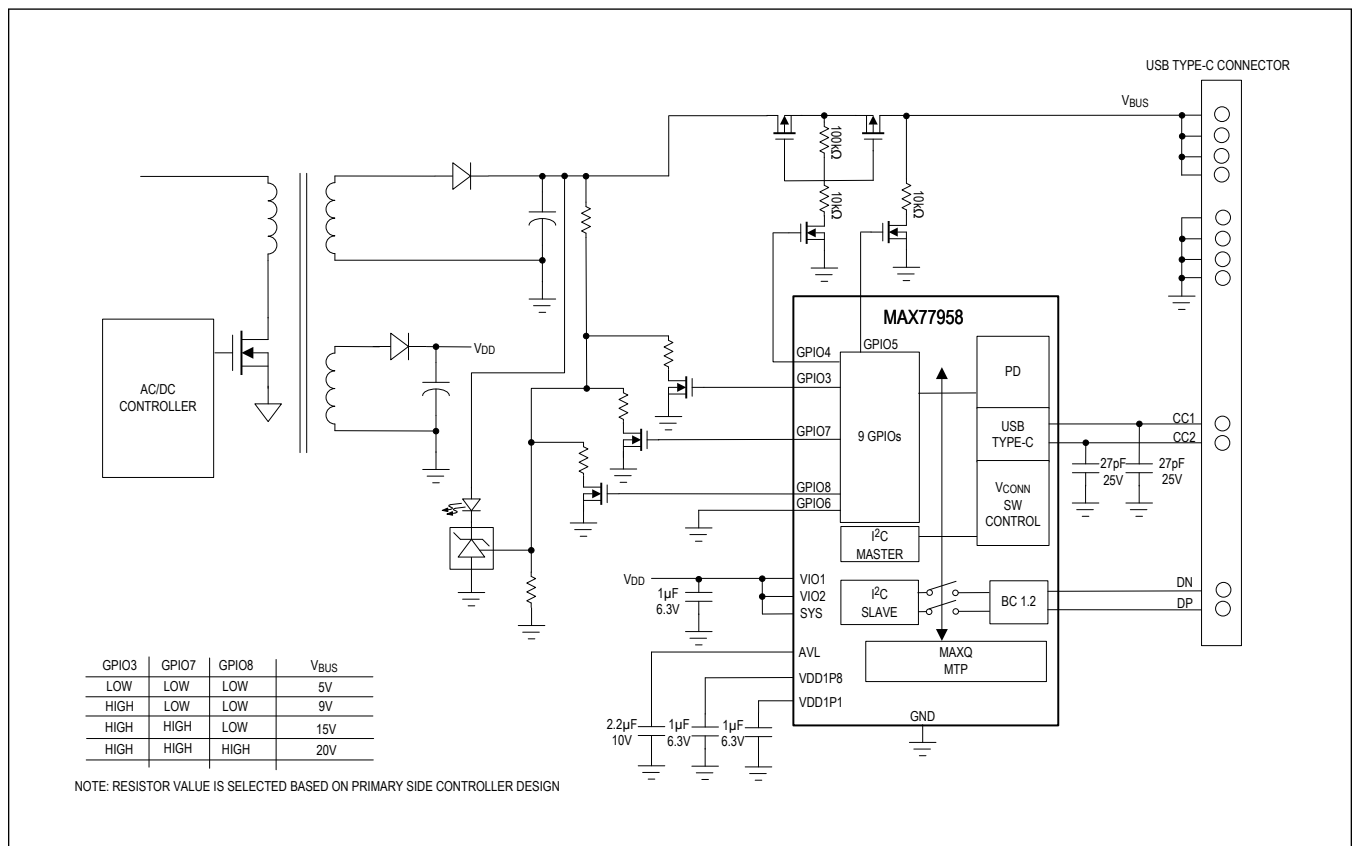 USB TYPE-C CONNECTOR
VBUS
100kΩ
10kΩ
10kΩ
MAX77958
GPIO4
GPIO5
GPIO3
GPIO7
GPIO8
GPIO6
9 GPIOs
PD
USB
TYPE-C
VCONN
SW
CONTROL
CC1
CC2
27pF
25V
27pF
25V
AC/DC
CONTROLLER
VDD
I2C
MASTER
VDD
1µF
6.3V
VIO1
VIO2
SYS
I2C
SLAVE
BC 1.2
DN
DP
AVL
VDD1P8
VDD1P1
MAXQ
MTP
GND
2.2µF
10V
1µF
6.3V
1µF
6.3V
GPIO3 GPIO7 GPIO8 VBUS
LOW LOW LOW 5V
HIGH LOW LOW 9V
HIGH HIGH LOW 15V
HIGH HIGH HIGH 20V
NOTE: RESISTOR VALUE IS SELECTED BASED ON PRIMARY SIDE CONTROLLER DESIGN